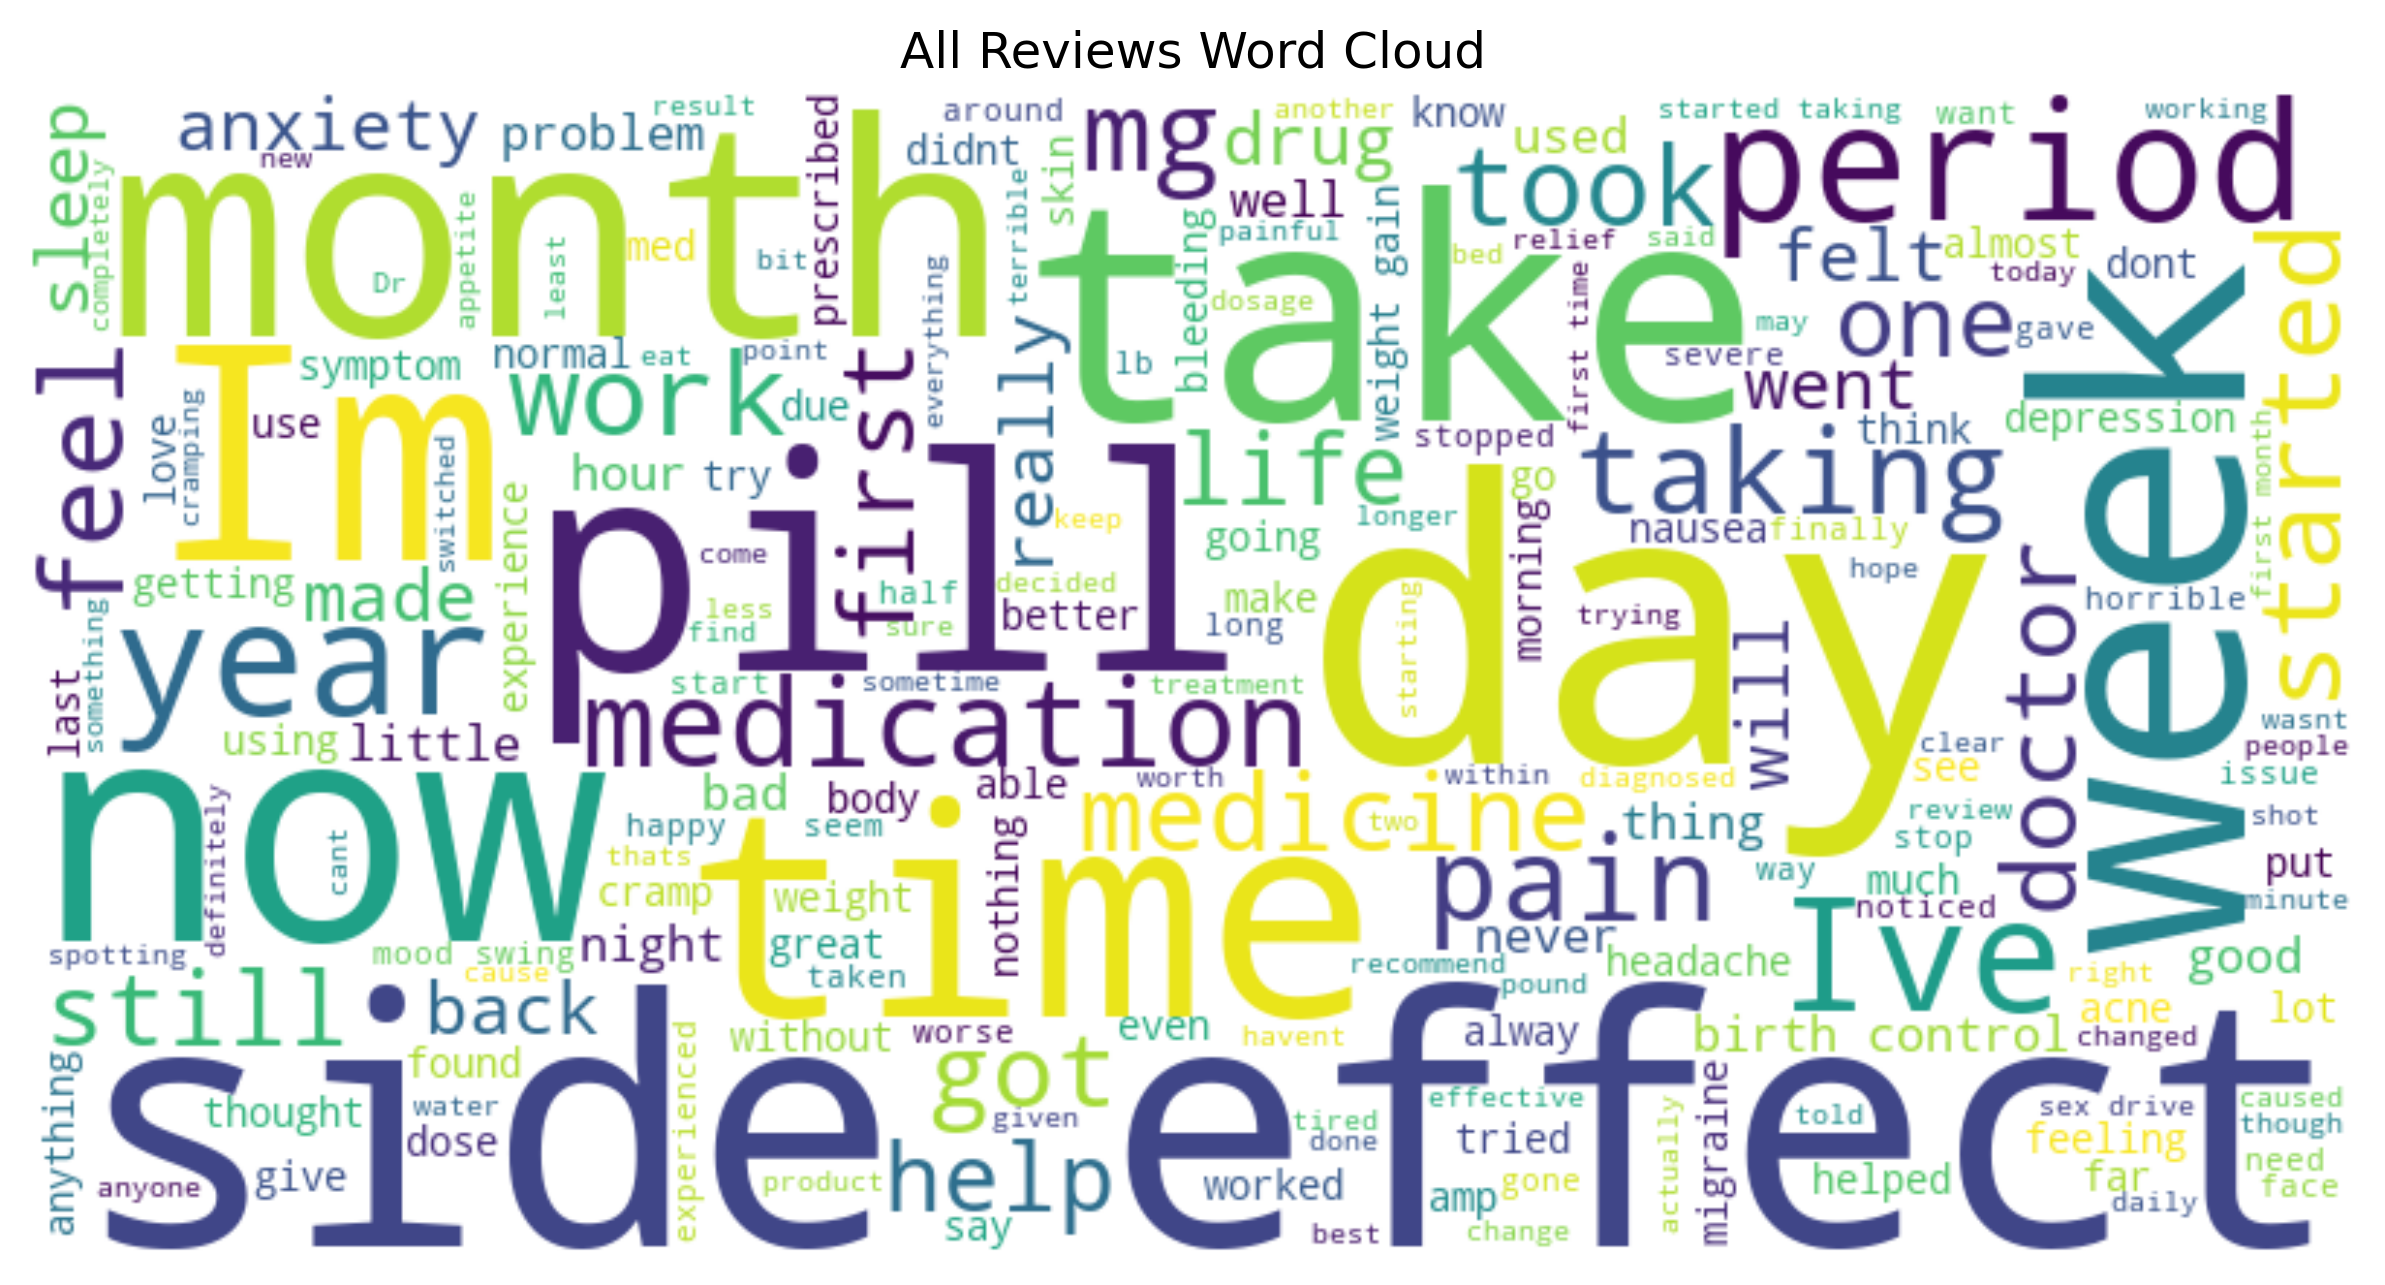 All Reviews Word Cloud
sleep
anxiety
new
problem
result
prescribed
around
didnt
skin
mg
another
drug
well
know
used
started taking
want
working
took
period
completely
month
Dr
appetite
least
med
bit
everything
terrible
take
painful
bleeding
dosage
lb
weight gain
bed
relief
said
first time
felt
almost
today
dont
may
one
gave
severe
went
week
started
feel
Im
symptom
normal
eat
point
use
love
cramping
switched
work
due
first
really
life
stopped
think
depression
first month
hour
try
pill
experience
keep
going
longer
go
taking
nausea
finally
hope
horrible
getting
made
come
half
decided
less
find
sure
better
make
long
day
starting
morning
trying
will
doctor
something
last
year
start
sometime
treatment
medication
using
little
wasnt
people
clear
see
issue
now
definitely
cant
bad
body
able
worth
within
diagnosed
medicine
two
thing
review
stop
shot
happy
seem
thats
time
nothing
pain
way
much
put
cramp
weight
noticed
minute
Ive
never
night
great
taken
spotting
mood swing
cause
recommend
pound
headache
right
good
still
back
without
worse
even
havent
alway
birth control
acne
lot
changed
anything
side effect
found
experienced
got
thought
water
dose
given
tired
done
effective
tried
actually
migraine
told
sex drive
caused
though
feeling
anyone
give
product
help
worked
amp
gone
helped
far
need
face
daily
say
best
change